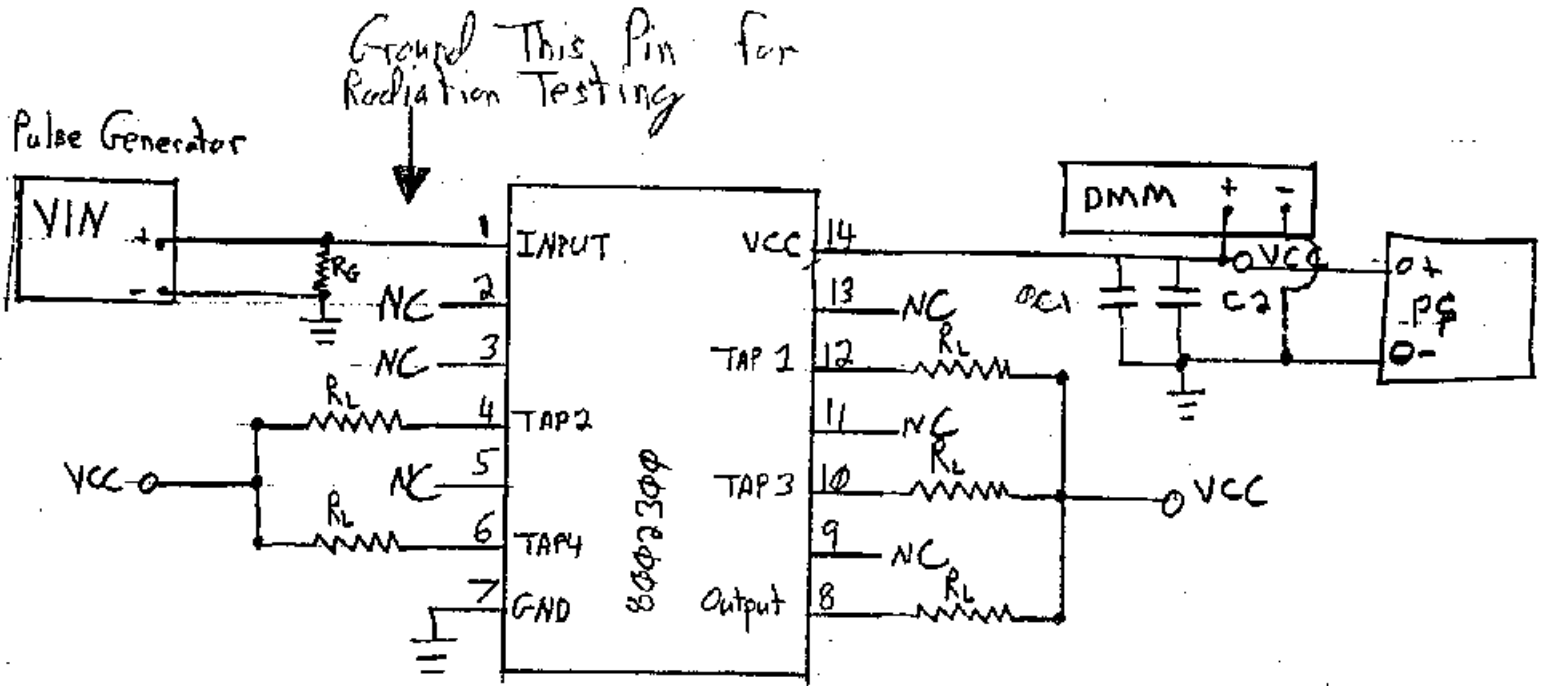 Ground This Pin for
Radiation Testing
Pulse Generator
VIN
+
-
RG
1
INPUT
NC 2
NC 3
RL
4
TAP2
VCC
NC 5
RL
6
TAP4
7
GND
8002300
VCC
14
13
NC
TAP 1
12
RL
11
NC
TAP 3
10
RL
VCC
9
NC
Output
8
RL
DMM
+ -
VCC
C1
C2
+
PS
-